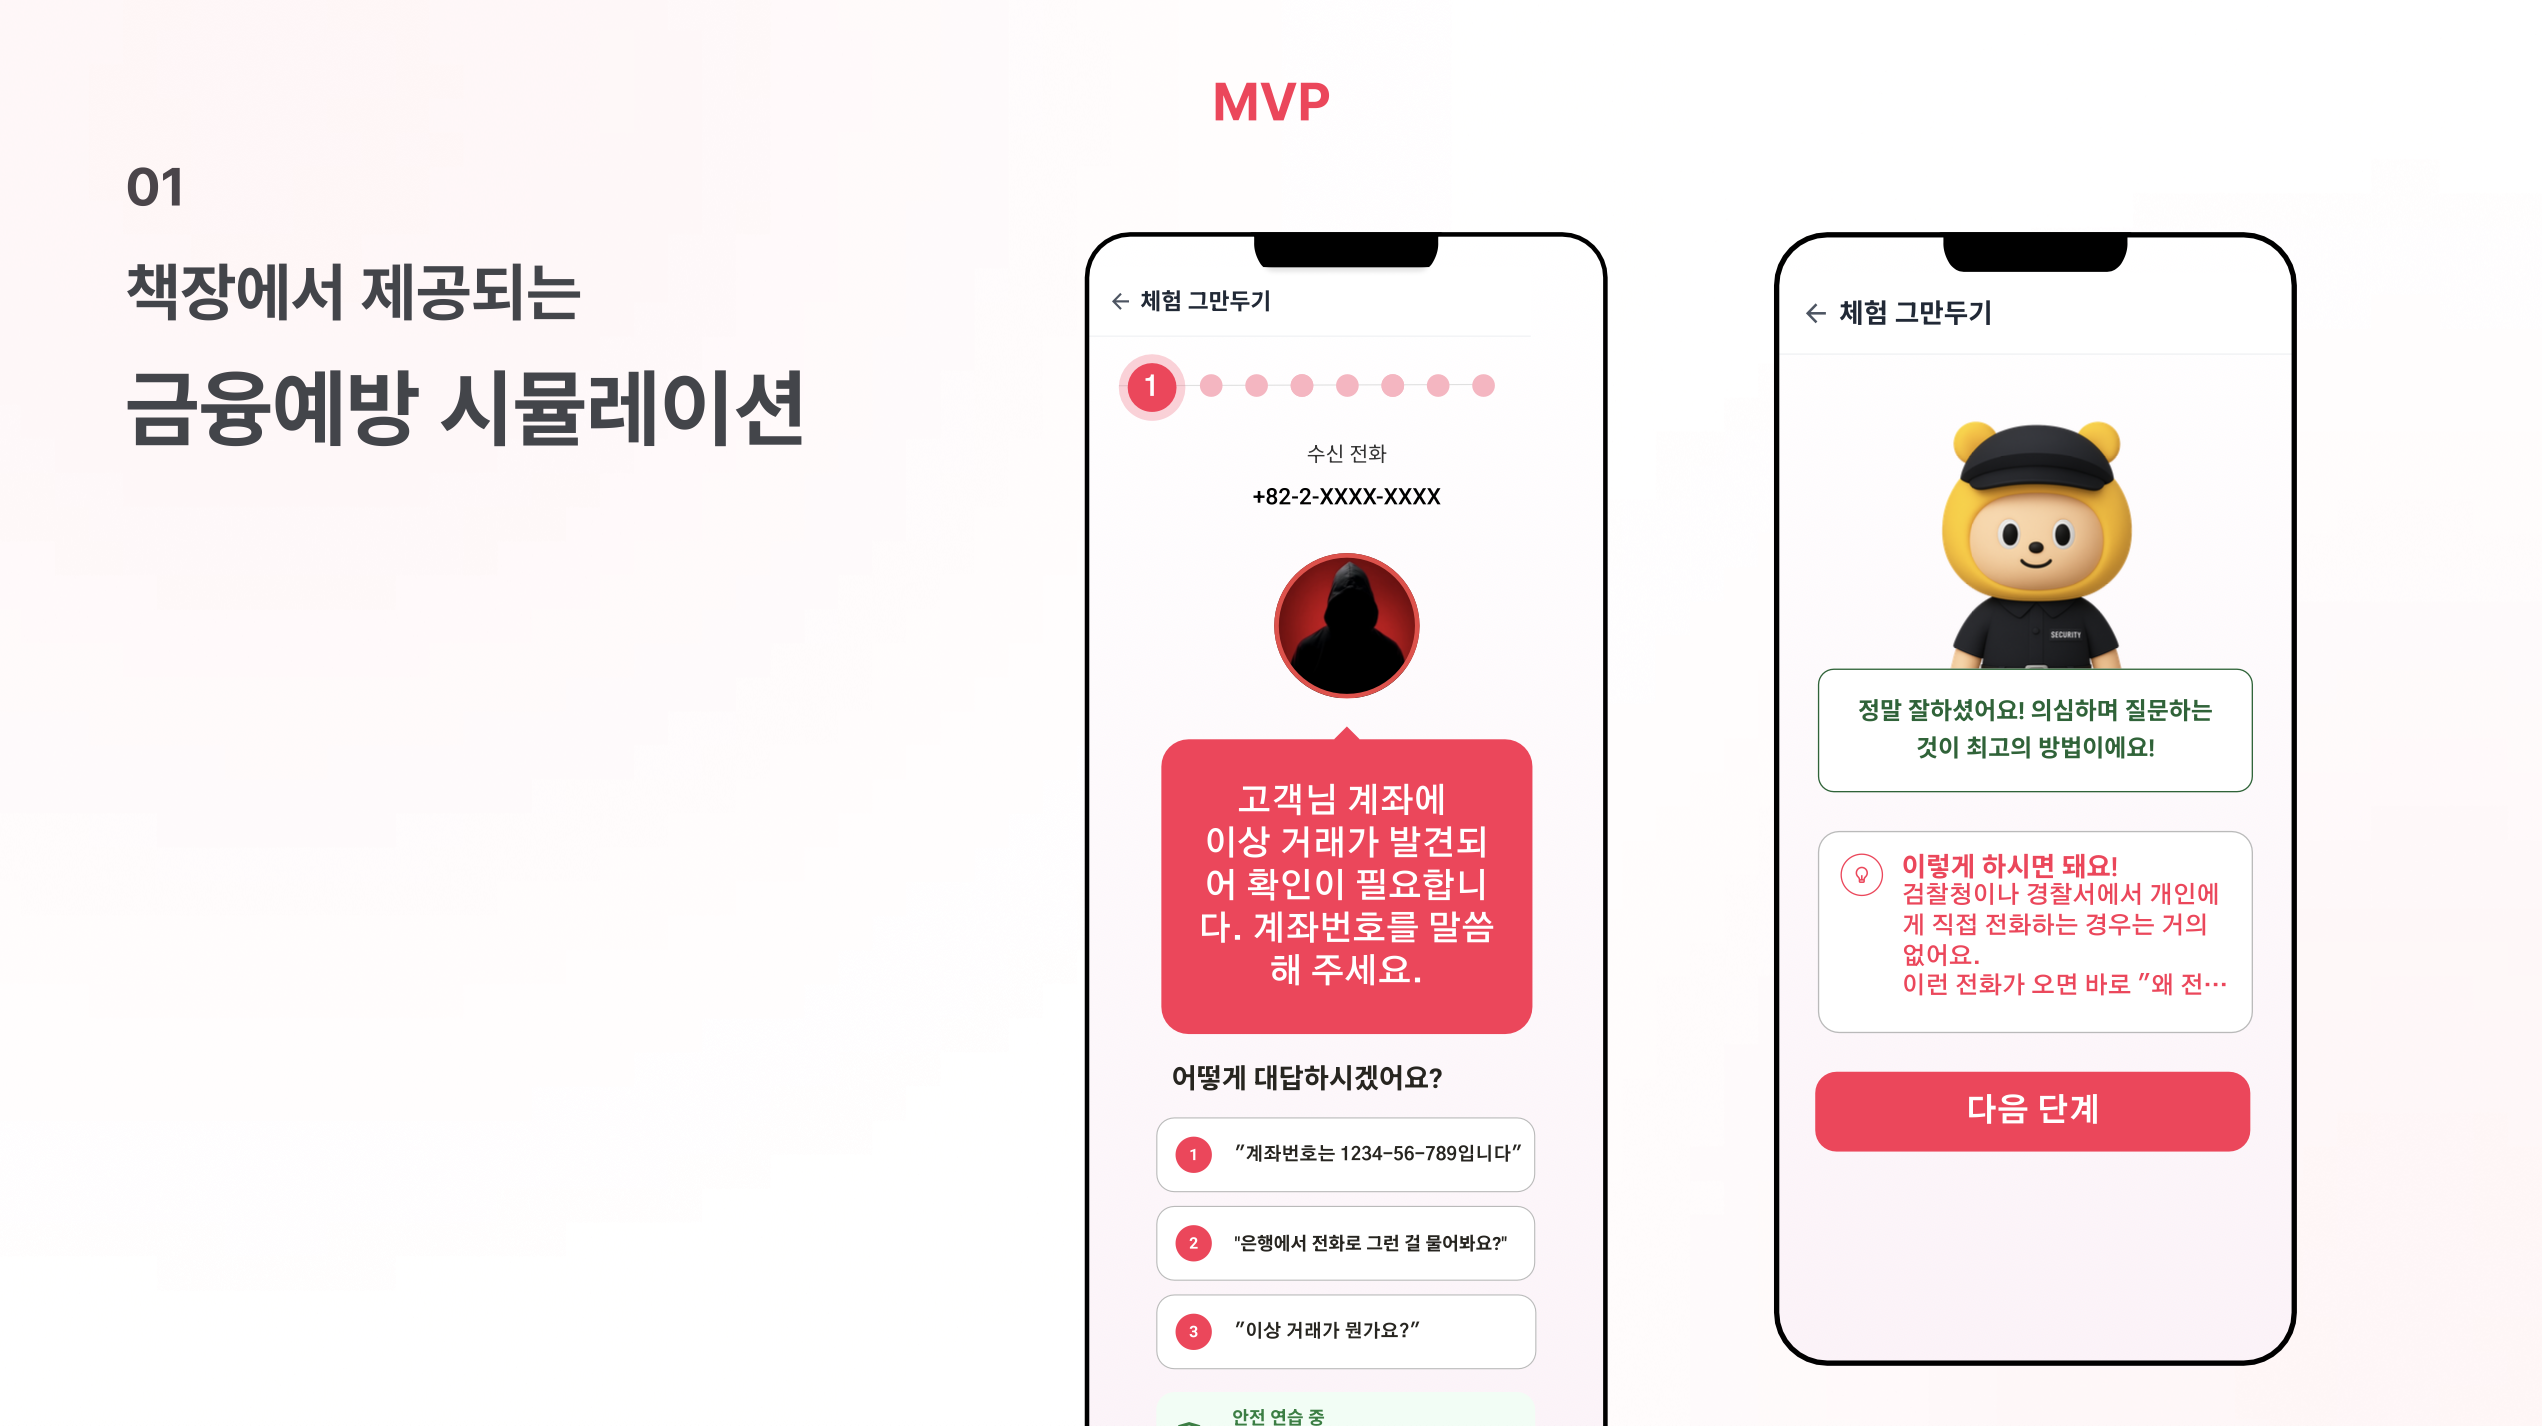 MVP
01
책장에서 제공되는
금융예방 시뮬레이션
체험 그만두기
1
수신 전화
+82-2-XXXX-XXXX
고객님 계좌에
이상 거래가 발견되
어 확인이 필요합니
다. 계좌번호를 말씀
해 주세요.
어떻게 대답하시겠어요?
1 "계좌번호는 1234-56-789입니다"
2 "은행에서 전화로 그런 걸 물어봐요?"
3 "이상 거래가 뭔가요?"
안전 연습 중
체험 그만두기
SECURITY
정말 잘하셨어요! 의심하며 질문하는
것이 최고의 방법이에요!
이렇게 하시면 돼요!
검찰청이나 경찰서에서 개인에
게 직접 전화하는 경우는 거의
없어요.
이런 전화가 오면 바로 "왜 전…
다음 단계